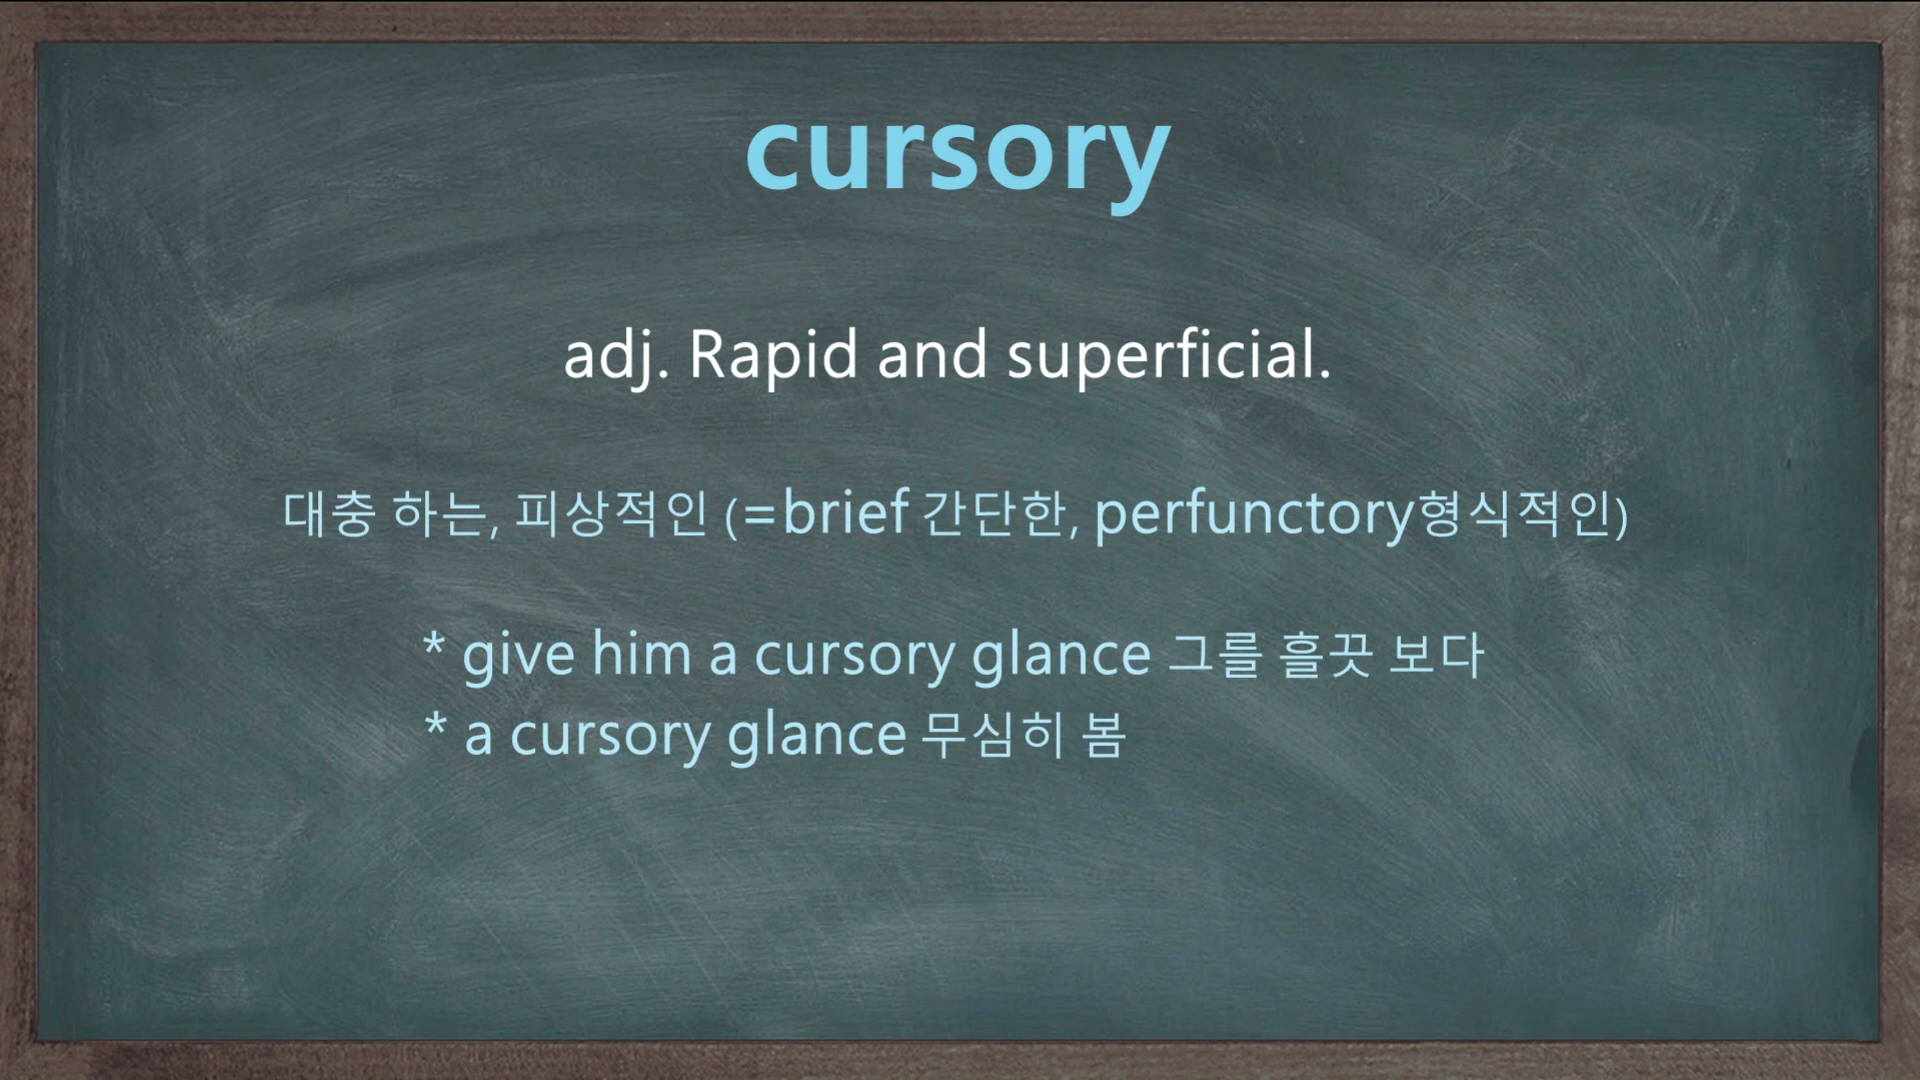 cursory
adj. Rapid and superficial.
대충 하는, 피상적인 (=brief 간단한, perfunctory형식적인)
* give him a cursory glance 그를 흘끗 보다
* a cursory glance 무심히 봄